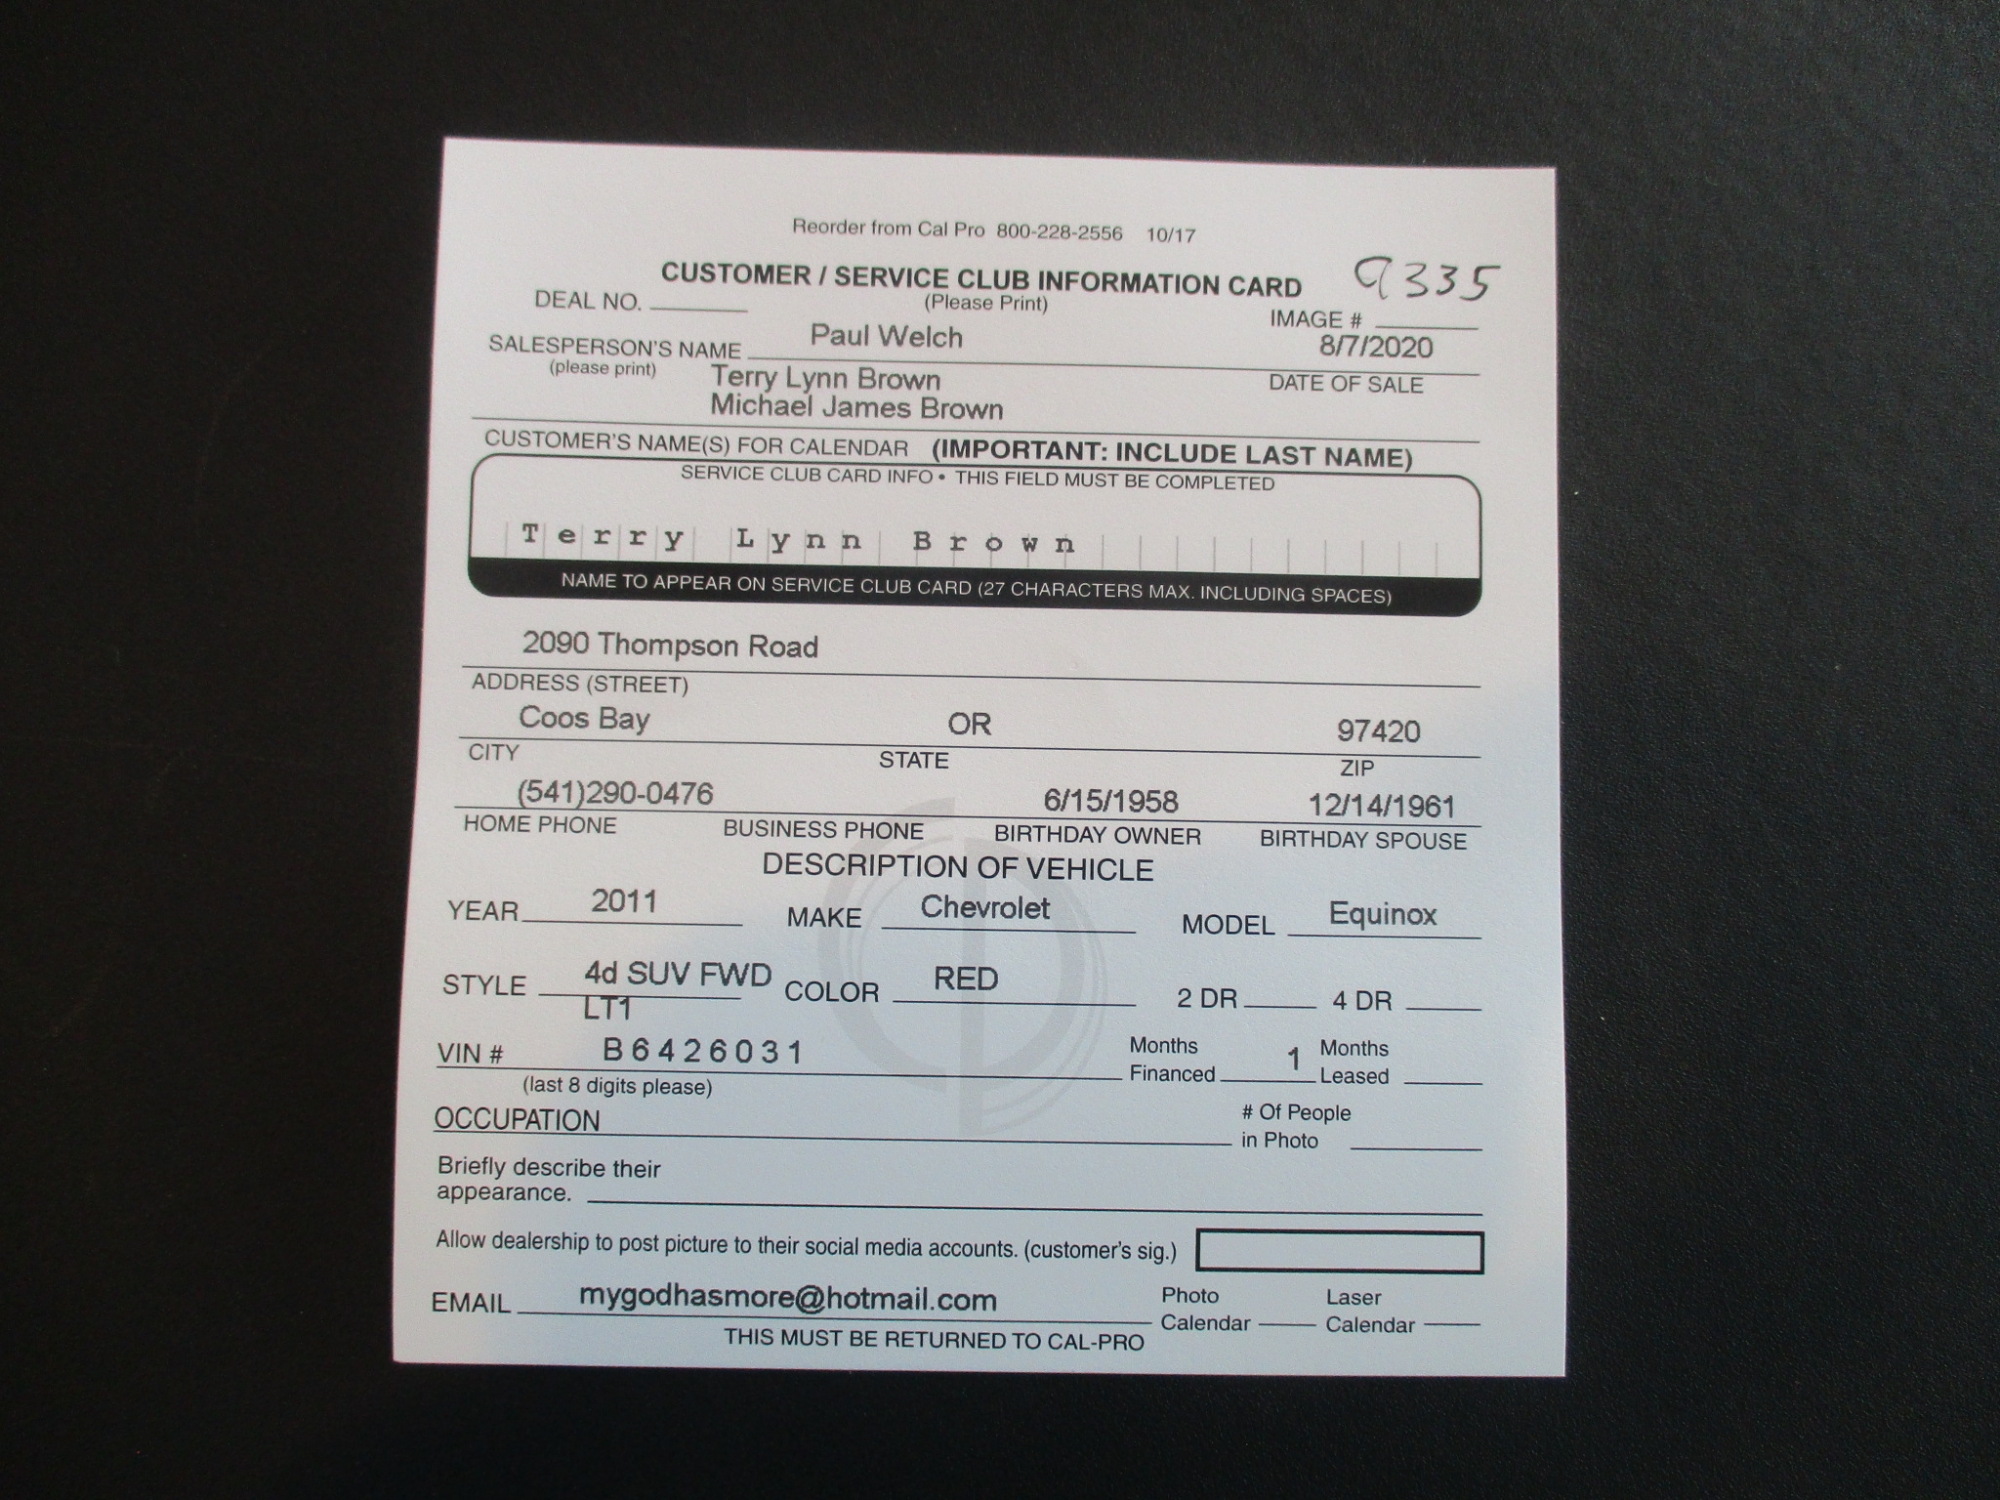 Reorder from Cal Pro 800-228-2556 10/17
CUSTOMER / SERVICE CLUB INFORMATION CARD 9335
DEAL NO. (Please Print) IMAGE #
SALESPERSON'S NAME Paul Welch 8/7/2020
(please print) Terry Lynn Brown DATE OF SALE
Michael James Brown
CUSTOMER'S NAME(S) FOR CALENDAR (IMPORTANT: INCLUDE LAST NAME)
SERVICE CLUB CARD INFO • THIS FIELD MUST BE COMPLETED
Terry Lynn Brown
NAME TO APPEAR ON SERVICE CLUB CARD (27 CHARACTERS MAX. INCLUDING SPACES)
2090 Thompson Road
ADDRESS (STREET)
Coos Bay OR 97420
CITY STATE ZIP
(541)290-0476 6/15/1958 12/14/1961
HOME PHONE BUSINESS PHONE BIRTHDAY OWNER BIRTHDAY SPOUSE
DESCRIPTION OF VEHICLE
YEAR 2011 MAKE Chevrolet MODEL Equinox
STYLE 4d SUV FWD COLOR RED 2 DR 4 DR
LT1
VIN # B6426031 Months Financed 1 Months Leased
(last 8 digits please)
OCCUPATION # Of People in Photo
Briefly describe their
appearance.
Allow dealership to post picture to their social media accounts. (customer's sig.)
EMAIL mygodhasmore@hotmail.com Photo Calendar Laser Calendar
THIS MUST BE RETURNED TO CAL-PRO